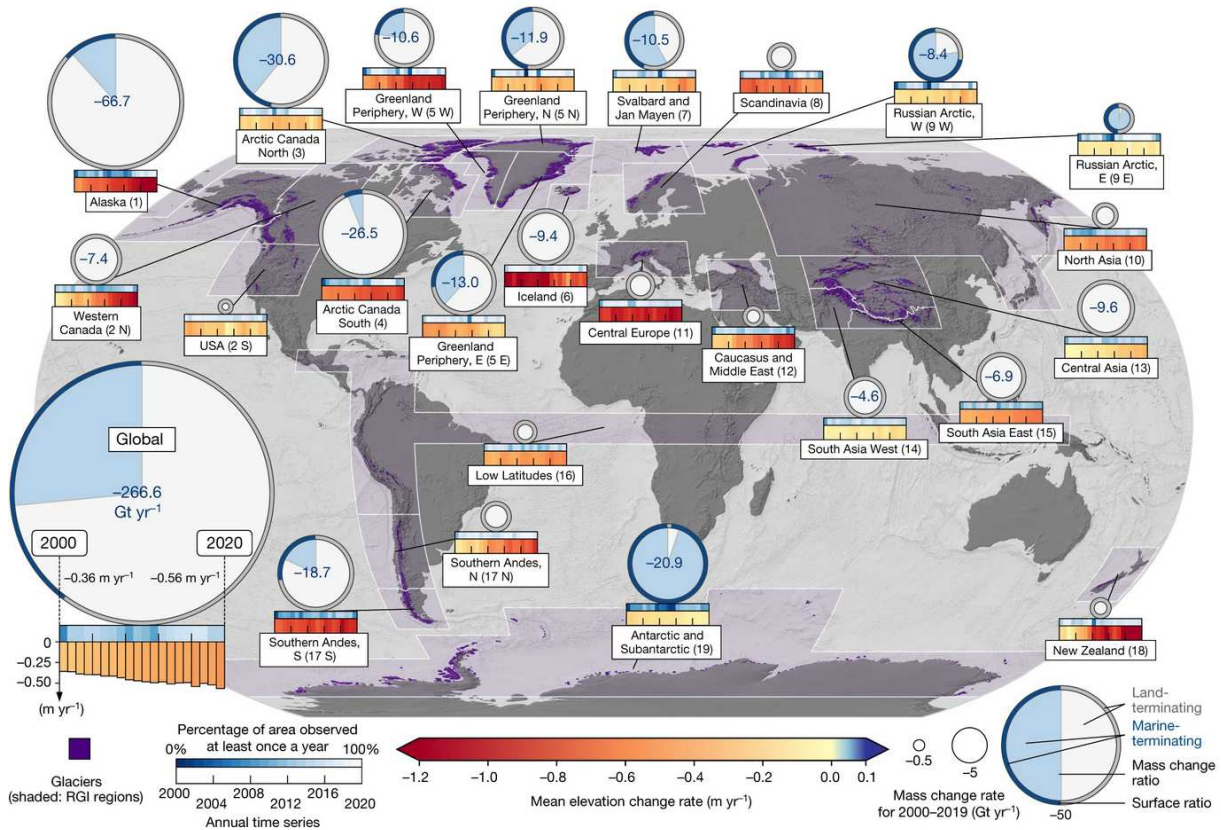 −66.7
Alaska (1)
−30.6
Arctic Canada
North (3)
−10.6
Greenland
Periphery, W (5 W)
−11.9
Greenland
Periphery, N (5 N)
−10.5
Svalbard and
Jan Mayen (7)
Scandinavia (8)
−8.4
Russian Arctic,
W (9 W)
Russian Arctic,
E (9 E)
−7.4
Western
Canada (2 N)
USA (2 S)
−26.5
Arctic Canada
South (4)
−13.0
Greenland
Periphery, E (5 E)
−9.4
Iceland (6)
Central Europe (11)
Caucasus and
Middle East (12)
North Asia (10)
−9.6
Central Asia (13)
−4.6
South Asia West (14)
−6.9
South Asia East (15)
Low Latitudes (16)
Southern Andes,
N (17 N)
−18.7
Southern Andes,
S (17 S)
−20.9
Antarctic and
Subantarctic (19)
New Zealand (18)
Global
−266.6
Gt yr−1
2000
2020
−0.36 m yr−1
−0.56 m yr−1
0
−0.25
−0.50
(m yr−1)
Glaciers
(shaded: RGI regions)
Percentage of area observed
0% at least once a year 100%
2000 2008 2016
2004 2012 2020
Annual time series
−1.2 −1.0 −0.8 −0.6 −0.4 −0.2 0.0 0.1
Mean elevation change rate (m yr−1)
−0.5
−5
Mass change rate
for 2000–2019 (Gt yr−1)
−50
Land-
terminating
Marine-
terminating
Mass change
ratio
Surface ratio